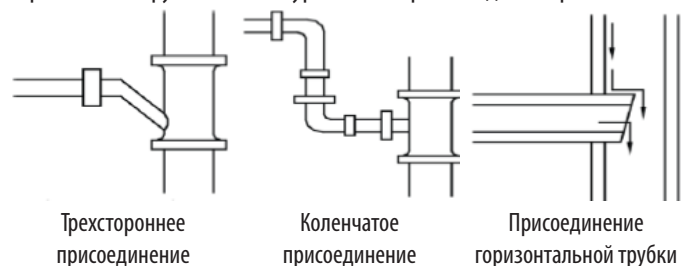 Трехстороннее
присоединение
Коленчатое
присоединение
Присоединение
горизонтальной трубки